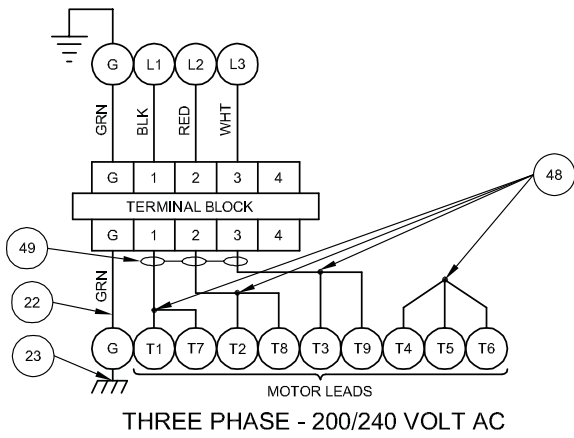 G L1 L2 L3
GRN BLK RED WHT
G 1 2 3 4
48
TERMINAL BLOCK
G 1 2 3 4
49
GRN
22
G T1 T7 T2 T8 T3 T9 T4 T5 T6
23
MOTOR LEADS
THREE PHASE - 200/240 VOLT AC